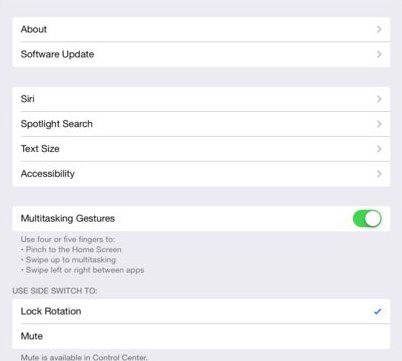 About
Software Update
Siri
Spotlight Search
Text Size
Accessibility
Multitasking Gestures
Use four or five fingers to:
• Pinch to the Home Screen
• Swipe up to multitasking
• Swipe left or right between apps
USE SIDE SWITCH TO:
Lock Rotation
Mute
Mute is available in Control Center.